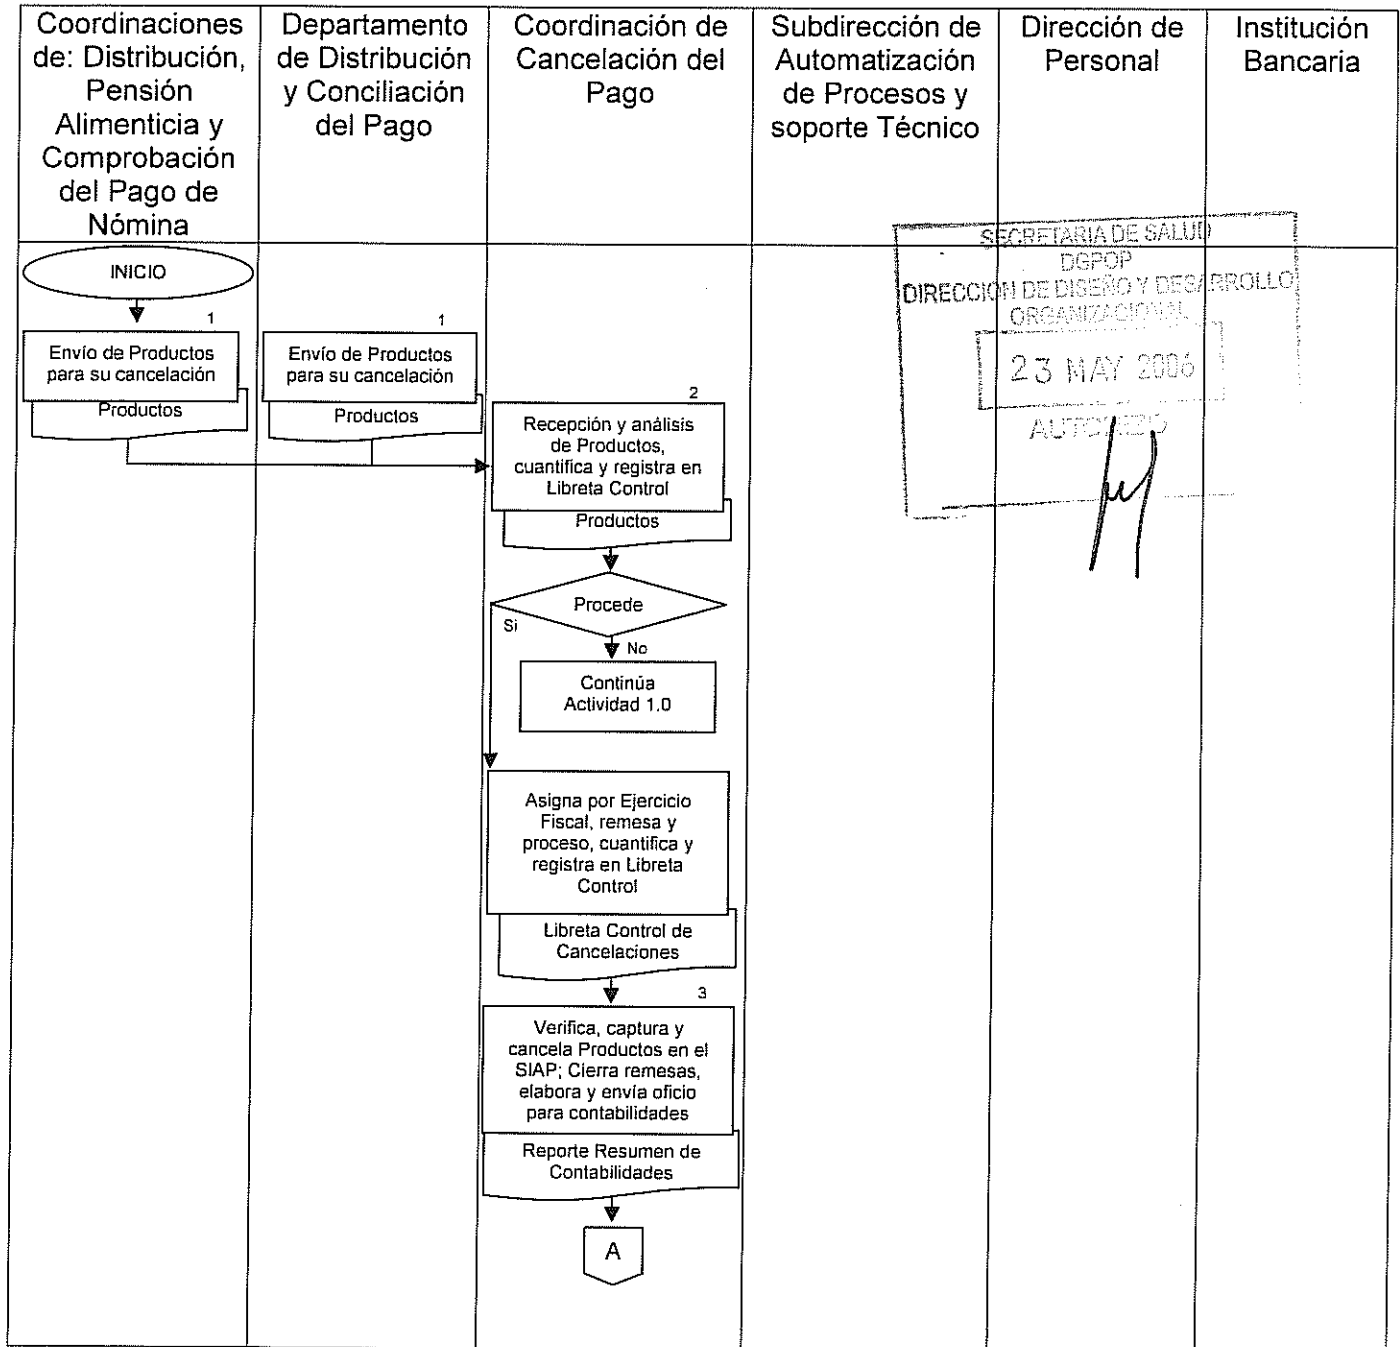 Coordinaciones
de: Distribución,
Pensión
Alimenticia y
Comprobación
del Pago de
Nómina
Departamento
de Distribución
y Conciliación
del Pago
Coordinación de
Cancelación del
Pago
Subdirección de
Automatización
de Procesos y
soporte Técnico
Dirección de
Personal
Institución
Bancaria
SECRETARIA DE SALUD
DGPOP
DIRECCION DE DISEÑO Y DESARROLLO
ORGANIZACIONAL
23 MAY 2006
AUTORIZO
INICIO
1
Envío de Productos
para su cancelación
Productos
1
Envío de Productos
para su cancelación
Productos
2
Recepción y análisis
de Productos,
cuantifica y registra en
Libreta Control
Productos
Procede
Si
No
Continúa
Actividad 1.0
Asigna por Ejercicio
Fiscal, remesa y
proceso, cuantifica y
registra en Libreta
Control
Libreta Control de
Cancelaciones
3
Verifica, captura y
cancela Productos en el
SIAP; Cierra remesas,
elabora y envía oficio
para contabilidades
Reporte Resumen de
Contabilidades
A